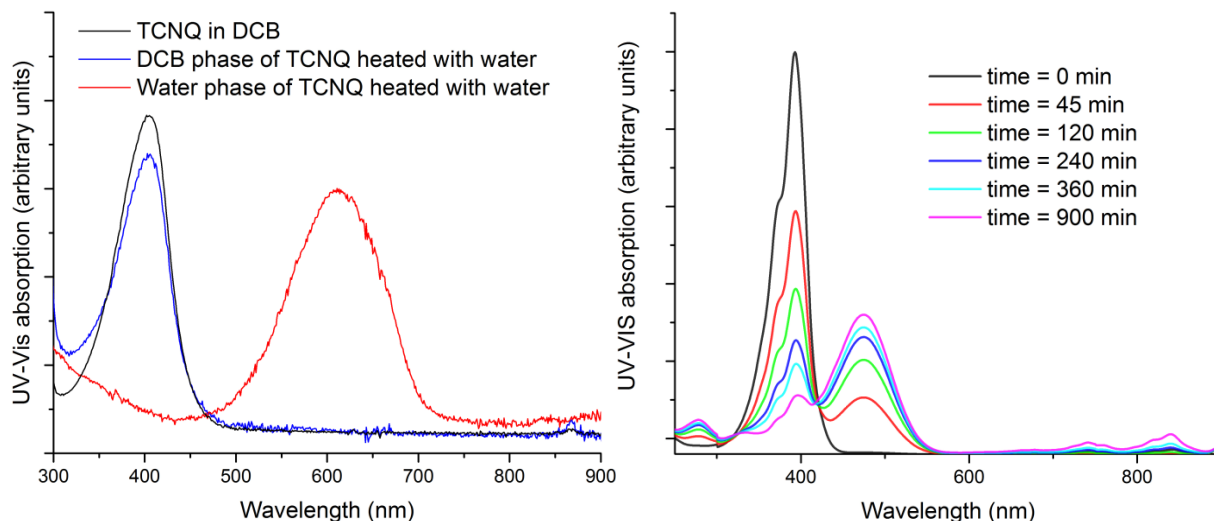 TCNQ in DCB
DCB phase of TCNQ heated with water
Water phase of TCNQ heated with water
UV-Vis absorption (arbitrary units)
300 400 500 600 700 800 900
Wavelength (nm)
time = 0 min
time = 45 min
time = 120 min
time = 240 min
time = 360 min
time = 900 min
UV-VIS absorption (arbitrary units)
400 600 800
Wavelength (nm)